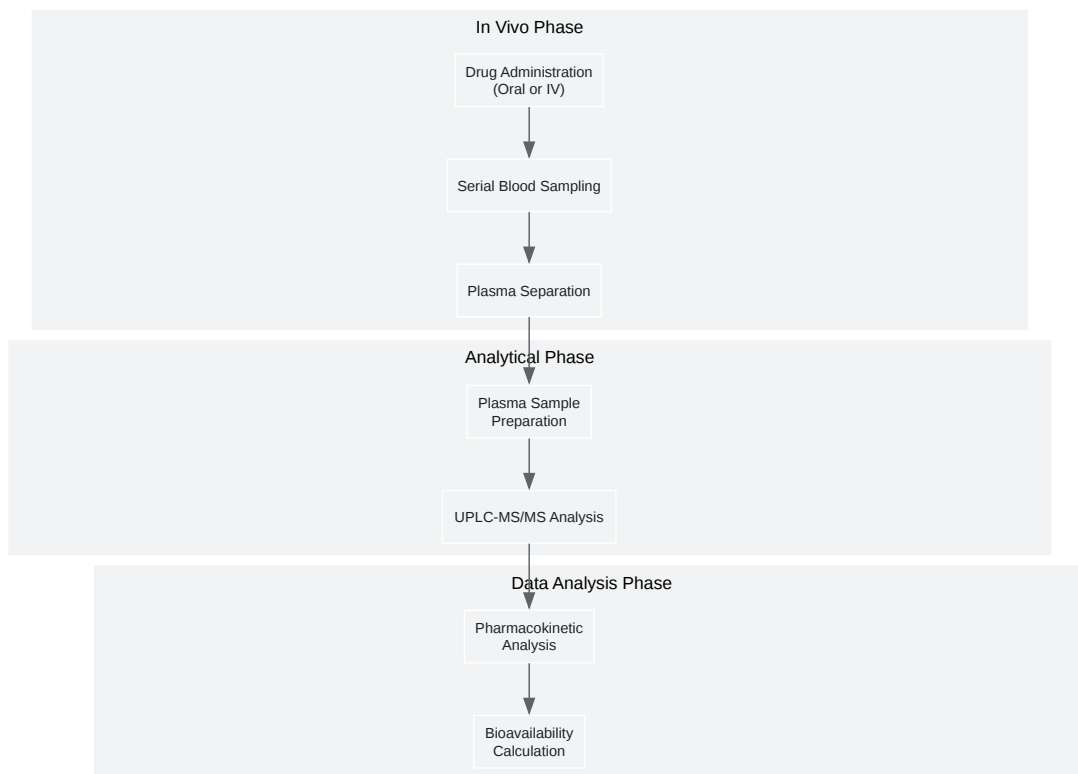 In Vivo Phase
Drug Administration
(Oral or IV)
Serial Blood Sampling
Plasma Separation
Analytical Phase
Plasma Sample
Preparation
UPLC-MS/MS Analysis
Data Analysis Phase
Pharmacokinetic
Analysis
Bioavailability
Calculation